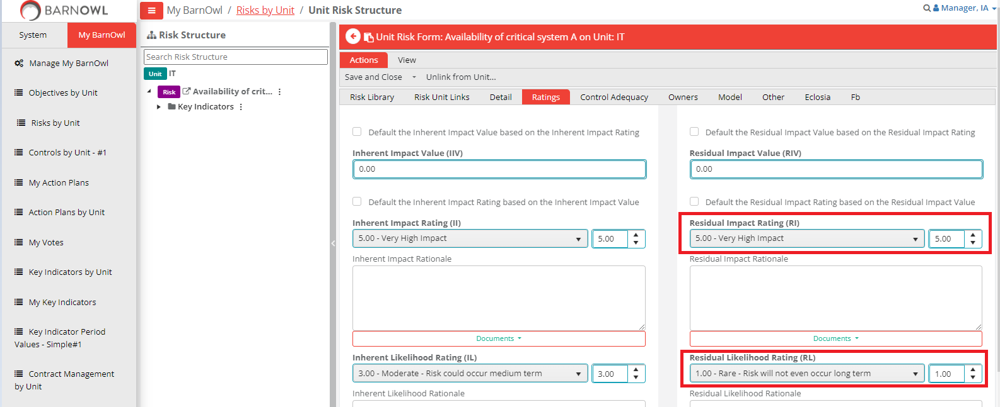 BARNOWL
My BarnOwl / Risks by Unit / Unit Risk Structure
Manager, IA
System
My BarnOwl
Manage My BarnOwl
Objectives by Unit
Risks by Unit
Controls by Unit - #1
My Action Plans
Action Plans by Unit
My Votes
Key Indicators by Unit
My Key Indicators
Key Indicator Period
Values - Simple#1
Contract Management
by Unit
Risk Structure
Search Risk Structure
Unit IT
Risk Availability of crit...
Key Indicators
Unit Risk Form: Availability of critical system A on Unit: IT
Actions View
Save and Close Unlink from Unit...
Risk Library Risk Unit Links Detail Ratings Control Adequacy Owners Model Other Eclosia Fb
Default the Inherent Impact Value based on the Inherent Impact Rating
Inherent Impact Value (IIV)
0.00
Default the Inherent Impact Rating based on the Inherent Impact Value
Inherent Impact Rating (II)
5.00 - Very High Impact 5.00
Inherent Impact Rationale
Documents
Inherent Likelihood Rating (IL)
3.00 - Moderate - Risk could occur medium term 3.00
Inherent Likelihood Rationale
Default the Residual Impact Value based on the Residual Impact Rating
Residual Impact Value (RIV)
0.00
Default the Residual Impact Rating based on the Residual Impact Value
Residual Impact Rating (RI)
5.00 - Very High Impact 5.00
Residual Impact Rationale
Documents
Residual Likelihood Rating (RL)
1.00 - Rare - Risk will not even occur long term 1.00
Residual Likelihood Rationale